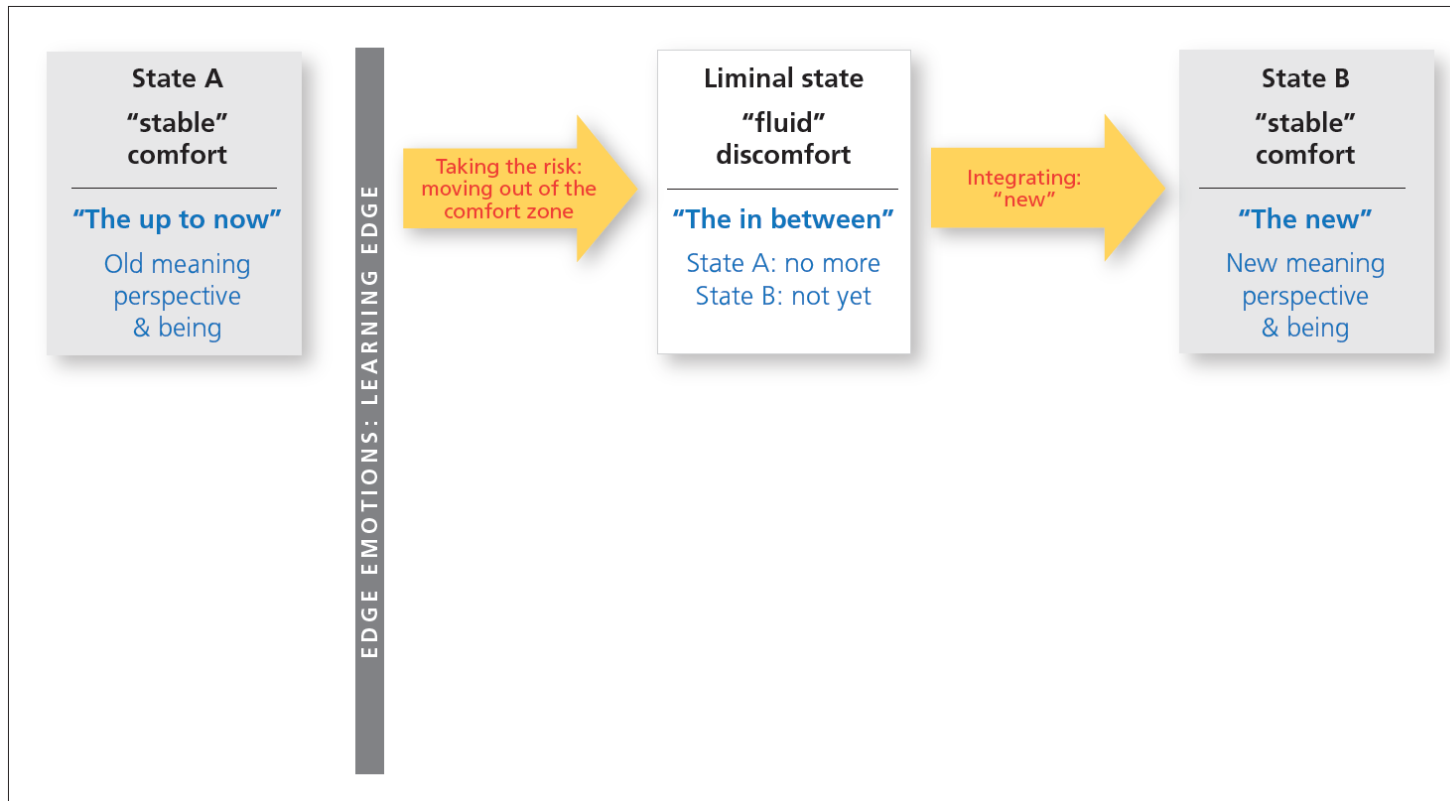 State A
“stable”
comfort
“The up to now”
Old meaning
perspective
& being
EDGE EMOTIONS: LEARNING EDGE
Taking the risk:
moving out of the
comfort zone
Liminal state
“fluid”
discomfort
“The in between”
State A: no more
State B: not yet
Integrating:
“new”
State B
“stable”
comfort
“The new”
New meaning
perspective
& being